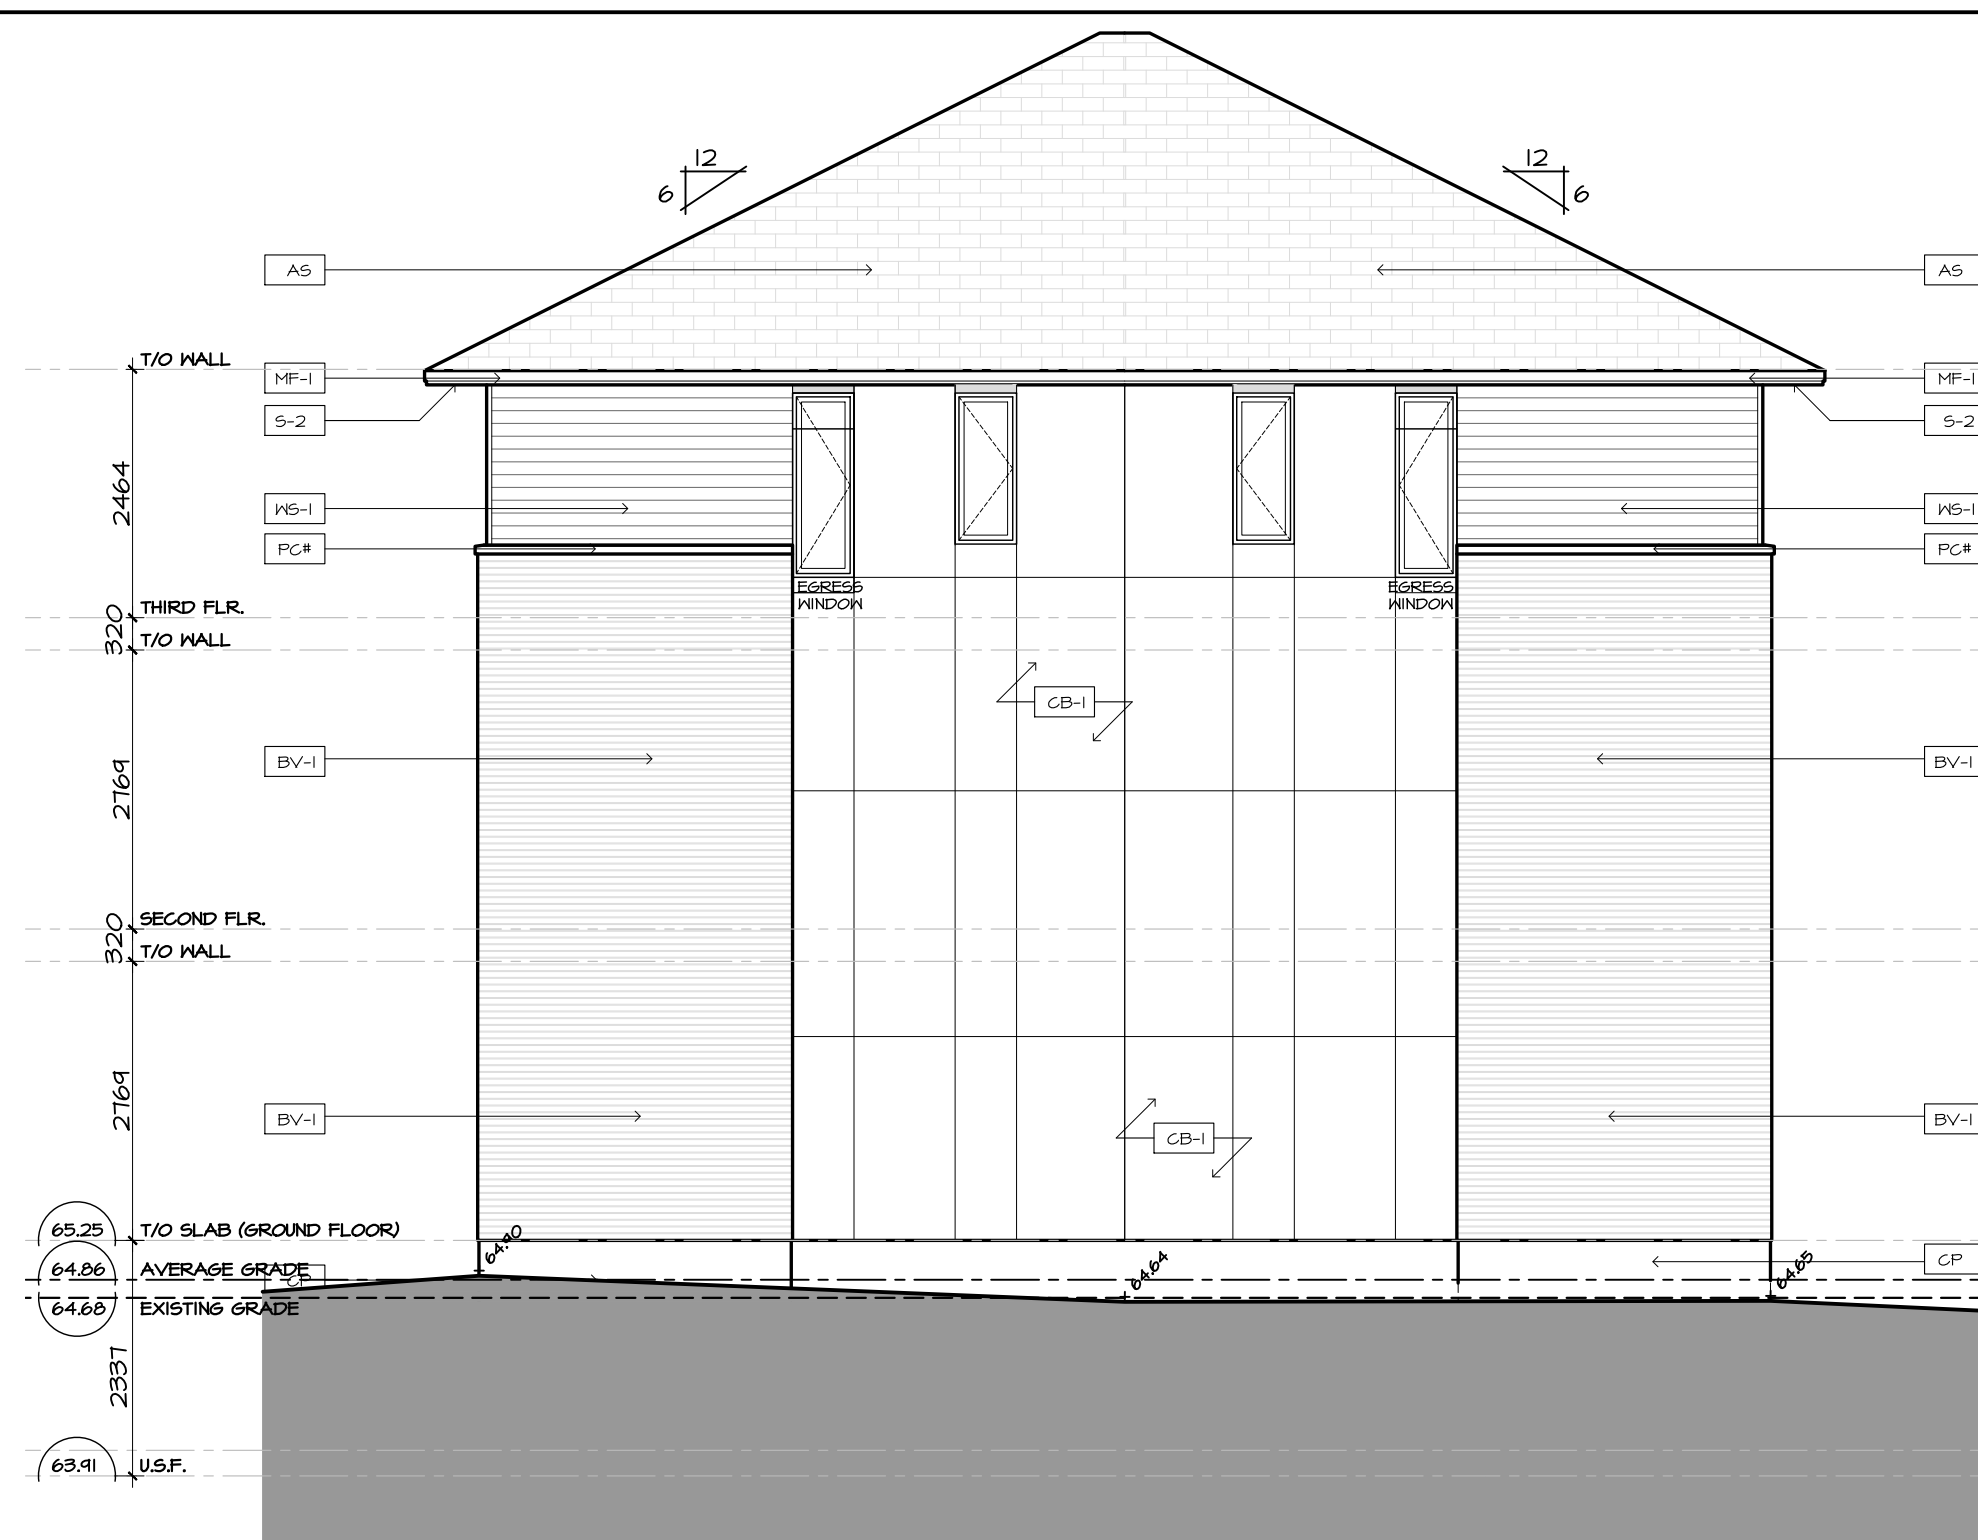 12
6
12
6
AS
AS
T/O WALL
MF-1
MF-1
S-2
S-2
2464
WS-1
WS-1
PC#
PC#
EGRESS
WINDOW
EGRESS
WINDOW
THIRD FLR.
320
T/O WALL
CB-1
BV-1
BV-1
2769
SECOND FLR.
320
T/O WALL
2769
BV-1
BV-1
CB-1
65.25
T/O SLAB (GROUND FLOOR)
64.90
64.86
AVERAGE GRADE
CP
64.64
CP
64.65
64.68
EXISTING GRADE
2337
63.91
U.S.F.